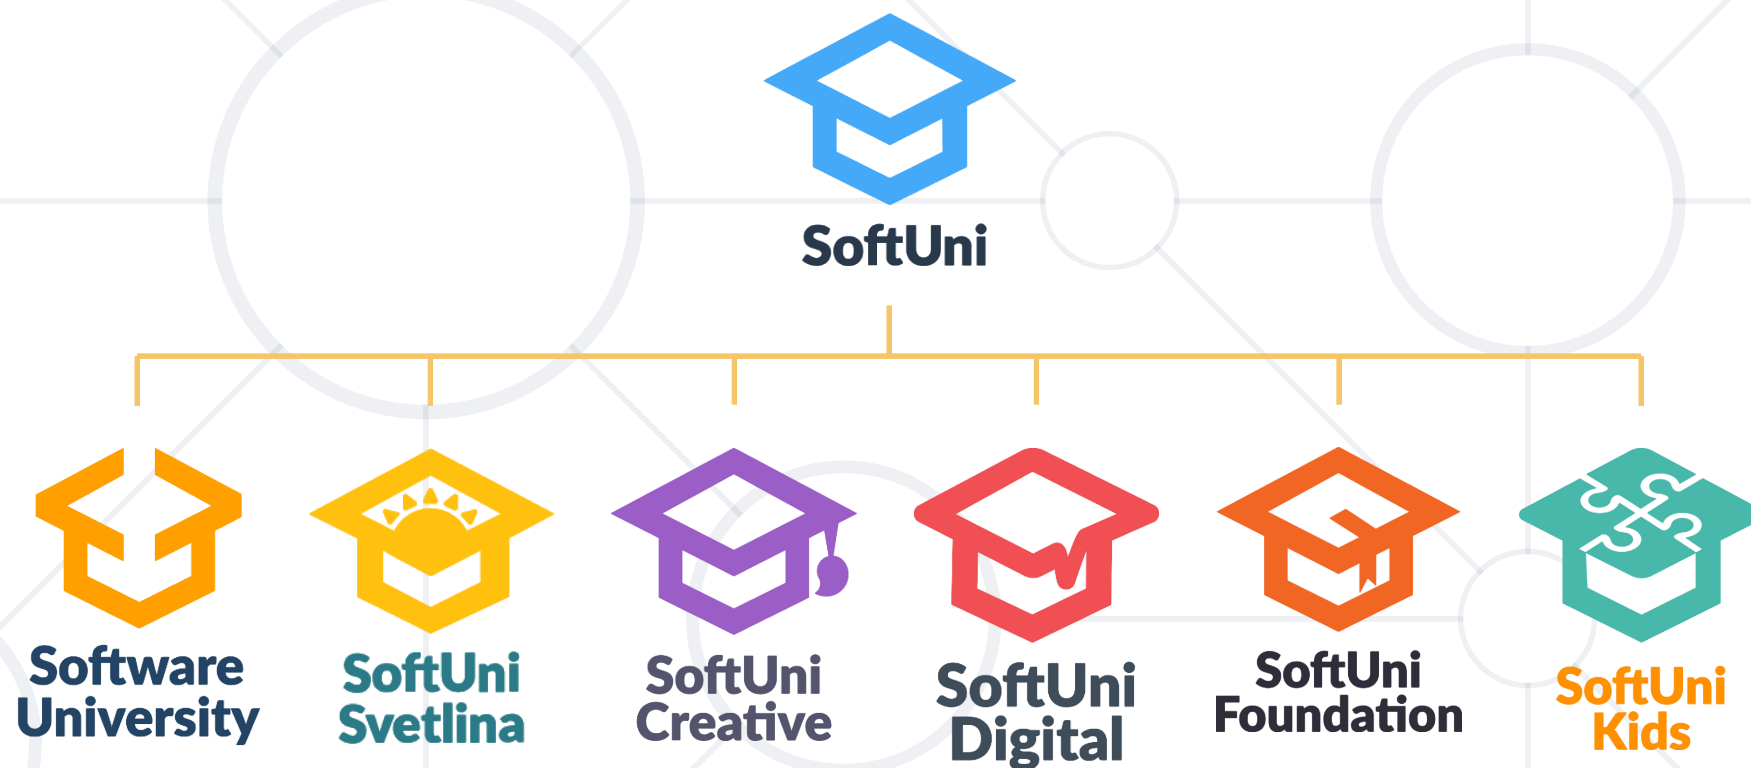 SoftUni
Software
University
SoftUni
Svetlina
SoftUni
Creative
SoftUni
Digital
SoftUni
Foundation
SoftUni
Kids